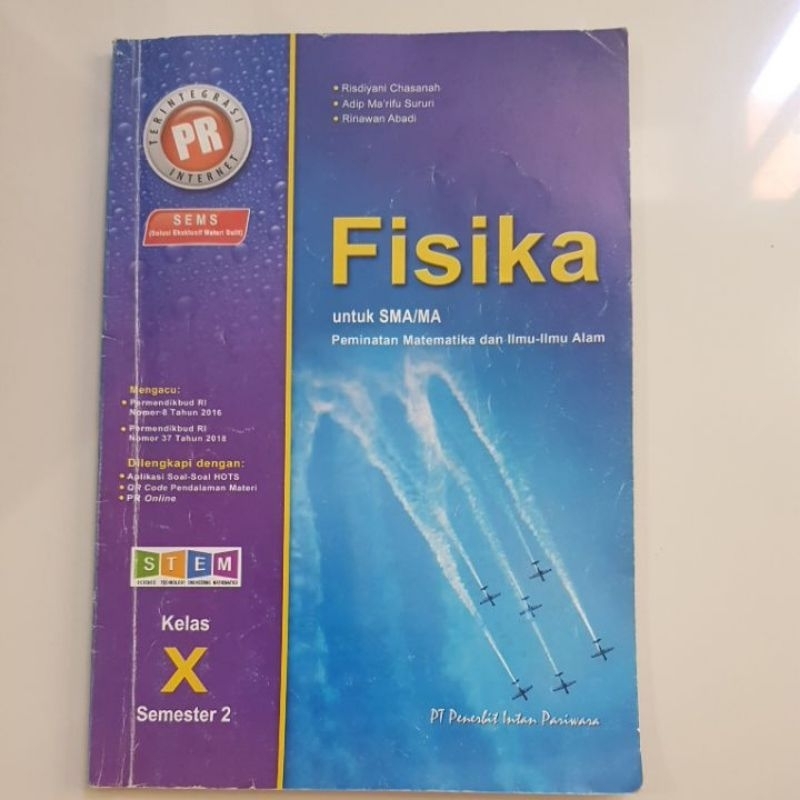 TERINTEGRASI
PR
INTERNET
SEMS
(Solusi Eksklusif Materi Sulit)
• Risdiyani Chasanah
• Adip Ma'rifu Sururi
• Rinawan Abadi
Fisika
untuk SMA/MA
Peminatan Matematika dan Ilmu-Ilmu Alam
Mengacu:
• Permendikbud RI
Nomor 8 Tahun 2016
• Permendikbud RI
Nomor 37 Tahun 2018
Dilengkapi dengan:
• Aplikasi Soal-Soal HOTS
• QR Code Pendalaman Materi
• PR Online
STEM
SCIENCE TECHNOLOGY ENGINEERING MATHEMATICS
Kelas
X
Semester 2
PT Penerbit Intan Pariwara